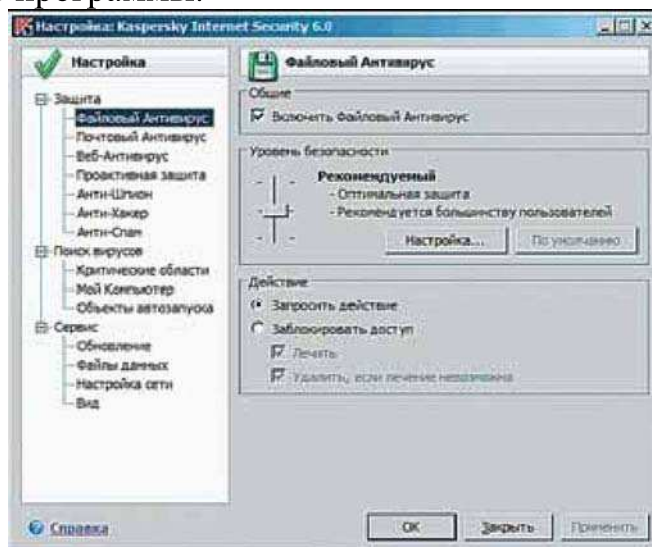 программы.
Настройка: Kaspersky Internet Security 6.0
Настройка
Защита
Файловый Антивирус
Почтовый Антивирус
Веб-Антивирус
Проактивная защита
Анти-Шпион
Анти-Хакер
Анти-Спам
Поиск вирусов
Критические области
Мой Компьютер
Объекты автозапуска
Сервис
Обновление
Файлы данных
Настройка сети
Вид
Справка
Файловый Антивирус
Общие
Включить Файловый Антивирус
Уровень безопасности
Рекомендуемый
- Оптимальная защита
- Рекомендуется большинству пользователей
Настройка...
По умолчанию
Действие
Запросить действие
Заблокировать доступ
Лечить
Удалить, если лечение невозможно
OK
Закрыть
Применить